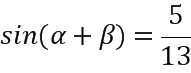 sin(α + β) = 5/13